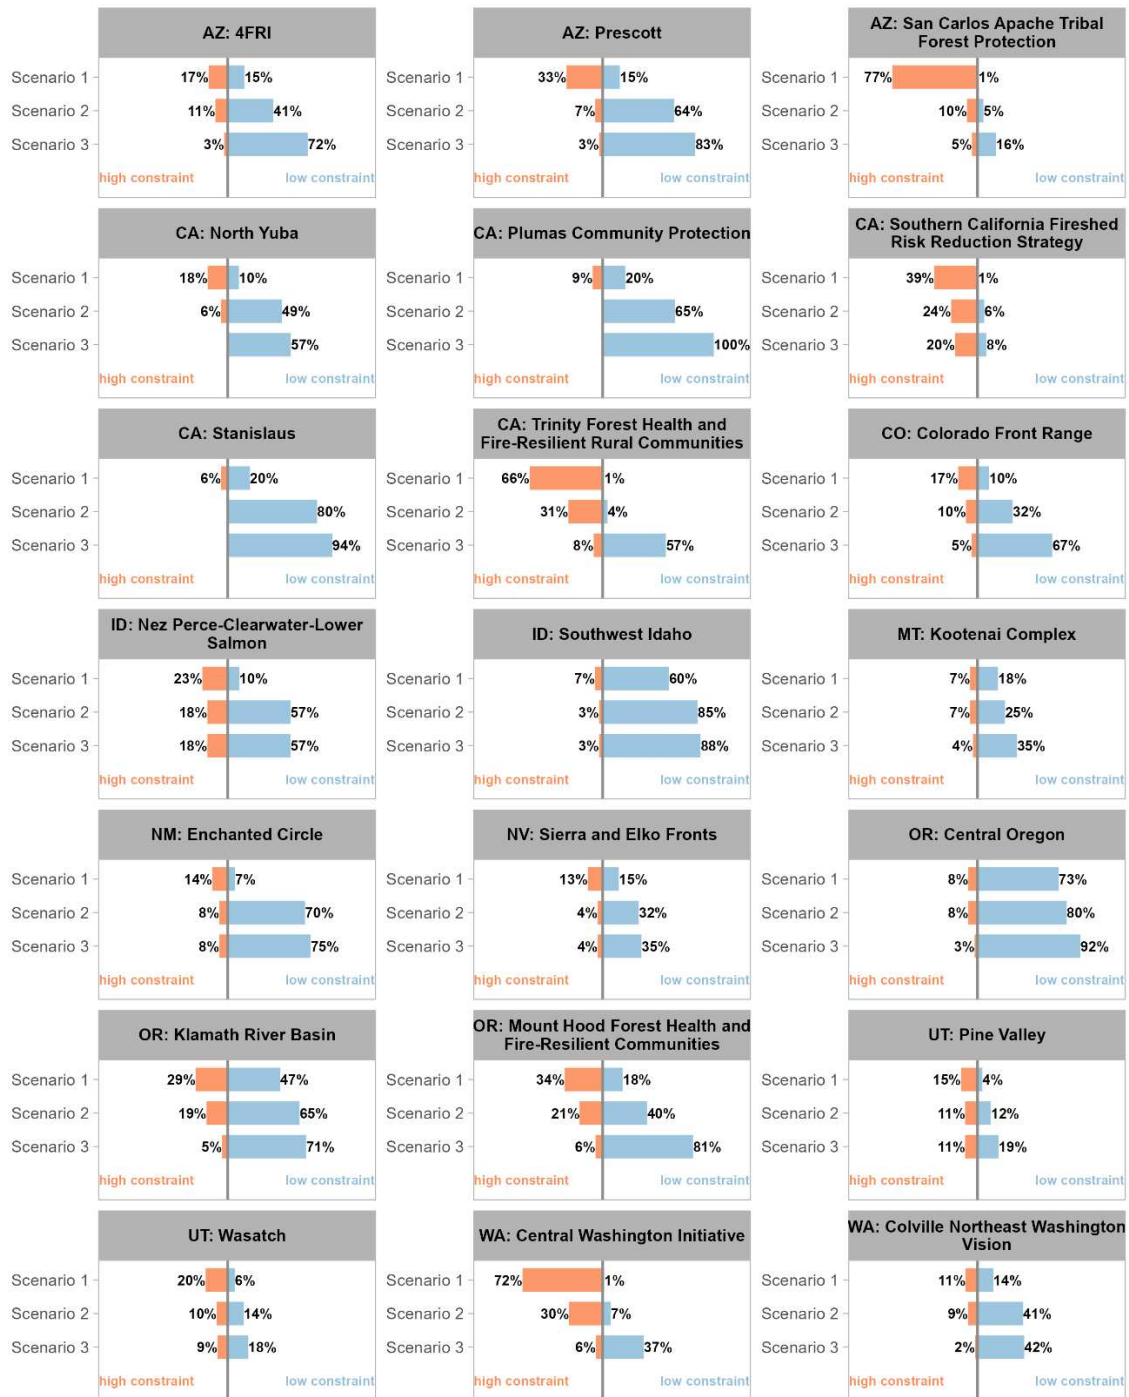 AZ: 4FRI
Scenario 1 17% 15%
Scenario 2 11% 41%
Scenario 3 3% 72%
high constraint low constraint
AZ: Prescott
Scenario 1 33% 15%
Scenario 2 7% 64%
Scenario 3 3% 83%
high constraint low constraint
AZ: San Carlos Apache Tribal
Forest Protection
Scenario 1 77% 1%
Scenario 2 10% 5%
Scenario 3 5% 16%
high constraint low constraint
CA: North Yuba
Scenario 1 18% 10%
Scenario 2 6% 49%
Scenario 3 57%
high constraint low constraint
CA: Plumas Community Protection
Scenario 1 9% 20%
Scenario 2 65%
Scenario 3 100%
high constraint low constraint
CA: Southern California Fireshed
Risk Reduction Strategy
Scenario 1 39% 1%
Scenario 2 24% 6%
Scenario 3 20% 8%
high constraint low constraint
CA: Stanislaus
Scenario 1 6% 20%
Scenario 2 80%
Scenario 3 94%
high constraint low constraint
CA: Trinity Forest Health and
Fire-Resilient Rural Communities
Scenario 1 66% 1%
Scenario 2 31% 4%
Scenario 3 8% 57%
high constraint low constraint
CO: Colorado Front Range
Scenario 1 17% 10%
Scenario 2 10% 32%
Scenario 3 5% 67%
high constraint low constraint
ID: Nez Perce-Clearwater-Lower
Salmon
Scenario 1 23% 10%
Scenario 2 18% 57%
Scenario 3 18% 57%
high constraint low constraint
ID: Southwest Idaho
Scenario 1 7% 60%
Scenario 2 3% 85%
Scenario 3 3% 88%
high constraint low constraint
MT: Kootenai Complex
Scenario 1 7% 18%
Scenario 2 7% 25%
Scenario 3 4% 35%
high constraint low constraint
NM: Enchanted Circle
Scenario 1 14% 7%
Scenario 2 8% 70%
Scenario 3 8% 75%
high constraint low constraint
NV: Sierra and Elko Fronts
Scenario 1 13% 15%
Scenario 2 4% 32%
Scenario 3 4% 35%
high constraint low constraint
OR: Central Oregon
Scenario 1 8% 73%
Scenario 2 8% 80%
Scenario 3 3% 92%
high constraint low constraint
OR: Klamath River Basin
Scenario 1 29% 47%
Scenario 2 19% 65%
Scenario 3 5% 71%
high constraint low constraint
OR: Mount Hood Forest Health and
Fire-Resilient Communities
Scenario 1 34% 18%
Scenario 2 21% 40%
Scenario 3 6% 81%
high constraint low constraint
UT: Pine Valley
Scenario 1 15% 4%
Scenario 2 11% 12%
Scenario 3 11% 19%
high constraint low constraint
UT: Wasatch
Scenario 1 20% 6%
Scenario 2 10% 14%
Scenario 3 9% 18%
high constraint low constraint
WA: Central Washington Initiative
Scenario 1 72% 1%
Scenario 2 30% 7%
Scenario 3 6% 37%
high constraint low constraint
WA: Colville Northeast Washington
Vision
Scenario 1 11% 14%
Scenario 2 9% 41%
Scenario 3 2% 42%
high constraint low constraint